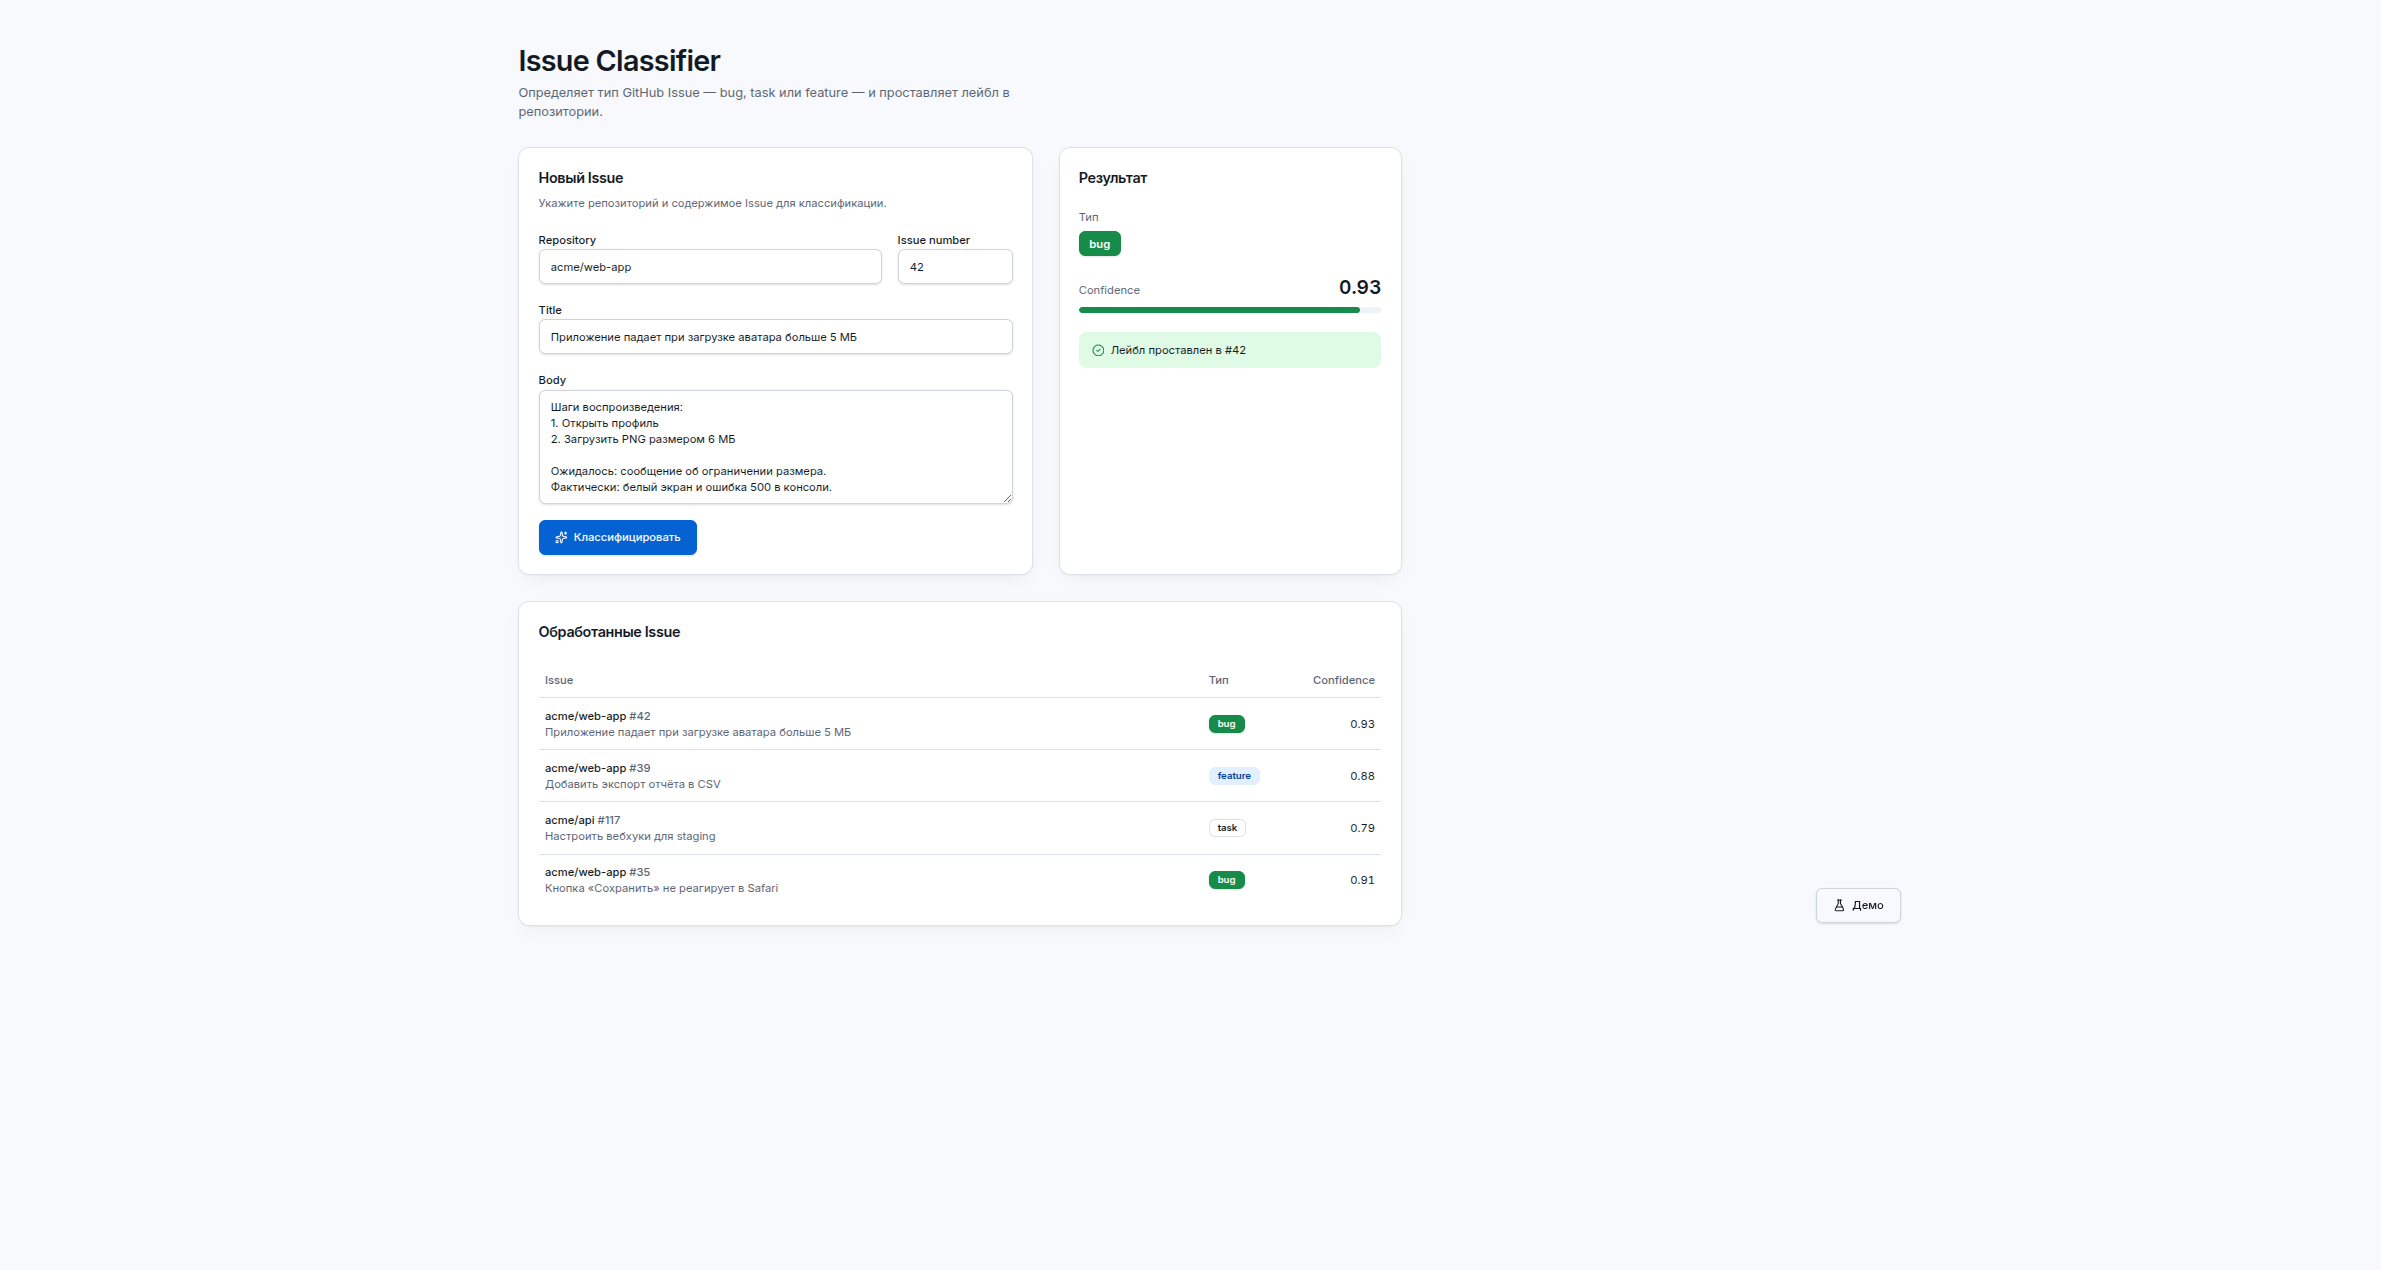 Issue Classifier
Определяет тип GitHub Issue — bug, task или feature — и проставляет лейбл в
репозитории.
Новый Issue
Укажите репозиторий и содержимое Issue для классификации.
Repository
Issue number
acme/web-app
42
Title
Приложение падает при загрузке аватара больше 5 МБ
Body
Шаги воспроизведения:
1. Открыть профиль
2. Загрузить PNG размером 6 МБ
Ожидалось: сообщение об ограничении размера.
Фактически: белый экран и ошибка 500 в консоли.
Классифицировать
Результат
Тип
bug
Confidence
0.93
Лейбл проставлен в #42
Обработанные Issue
Issue
Тип
Confidence
acme/web-app #42
Приложение падает при загрузке аватара больше 5 МБ
bug
0.93
acme/web-app #39
Добавить экспорт отчёта в CSV
feature
0.88
acme/api #117
Настроить вебхуки для staging
task
0.79
acme/web-app #35
Кнопка «Сохранить» не реагирует в Safari
bug
0.91
Демо